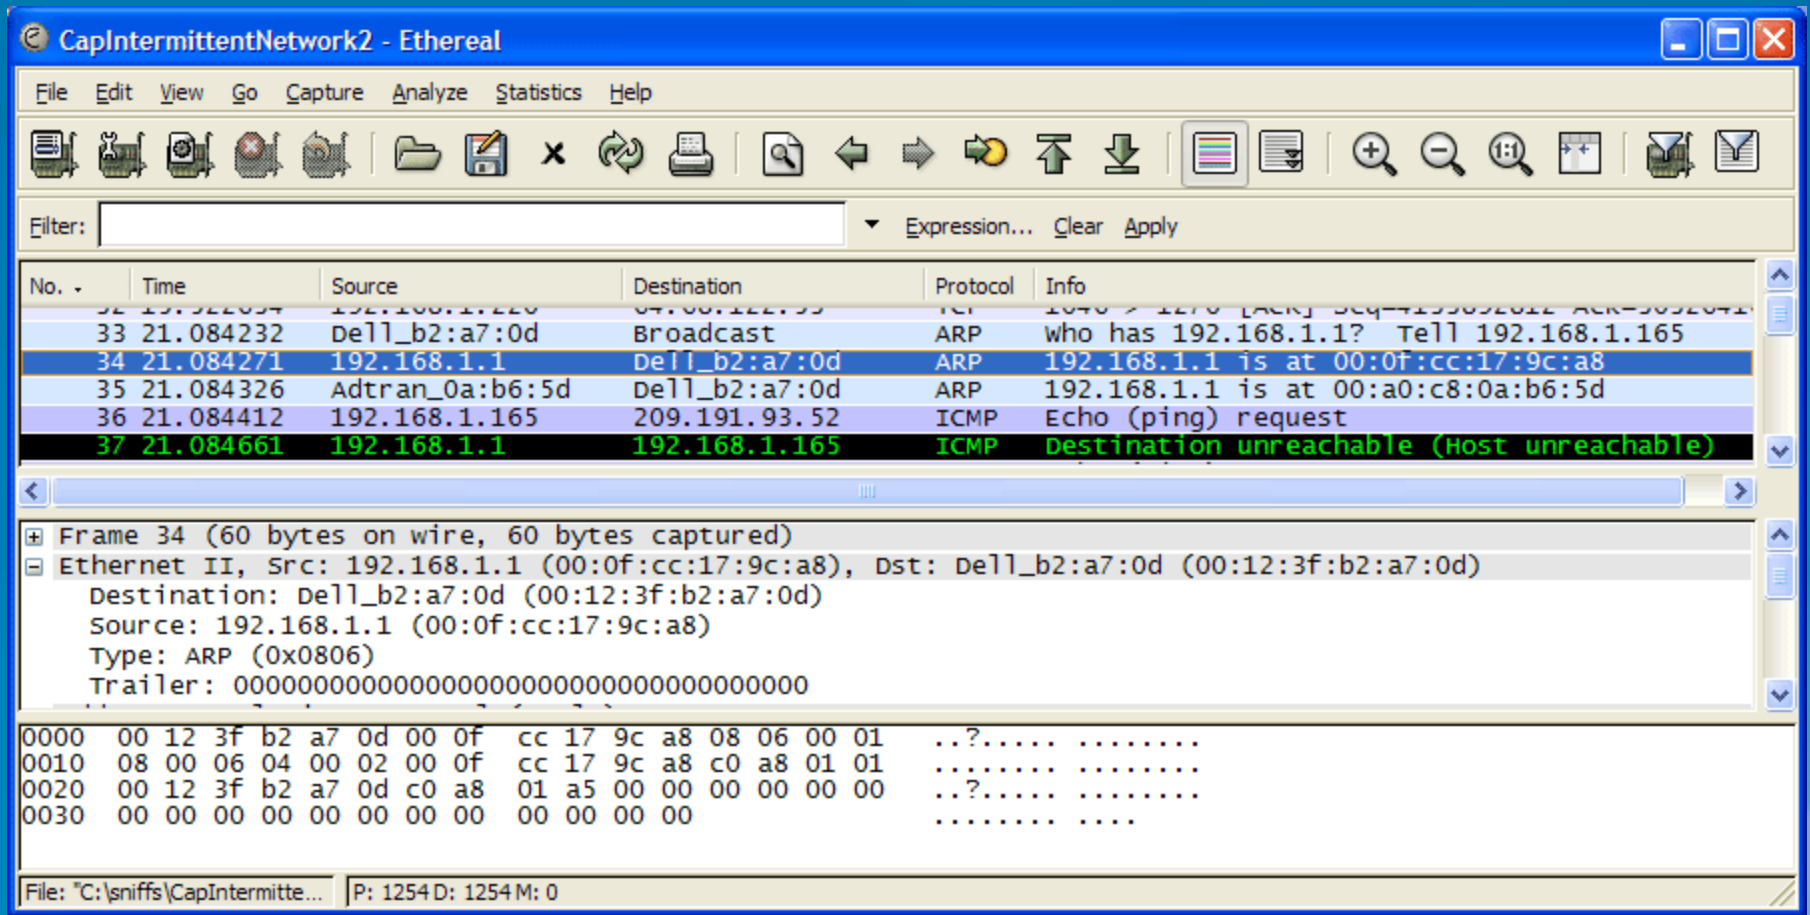 CapIntermittentNetwork2 - Ethereal
File Edit View Go Capture Analyze Statistics Help
Filter: Expression... Clear Apply
No. Time Source Destination Protocol Info
33 21.084232 Dell_b2:a7:0d Broadcast ARP Who has 192.168.1.1? Tell 192.168.1.165
34 21.084271 192.168.1.1 Dell_b2:a7:0d ARP 192.168.1.1 is at 00:0f:cc:17:9c:a8
35 21.084326 Adtran_0a:b6:5d Dell_b2:a7:0d ARP 192.168.1.1 is at 00:a0:c8:0a:b6:5d
36 21.084412 192.168.1.165 209.191.93.52 ICMP Echo (ping) request
37 21.084661 192.168.1.1 192.168.1.165 ICMP Destination unreachable (Host unreachable)
Frame 34 (60 bytes on wire, 60 bytes captured)
Ethernet II, Src: 192.168.1.1 (00:0f:cc:17:9c:a8), Dst: Dell_b2:a7:0d (00:12:3f:b2:a7:0d)
Destination: Dell_b2:a7:0d (00:12:3f:b2:a7:0d)
Source: 192.168.1.1 (00:0f:cc:17:9c:a8)
Type: ARP (0x0806)
Trailer: 000000000000000000000000000000000000
0000 00 12 3f b2 a7 0d 00 0f cc 17 9c a8 08 06 00 01 ..?..... ........
0010 08 00 06 04 00 02 00 0f cc 17 9c a8 c0 a8 01 01 ........ ........
0020 00 12 3f b2 a7 0d c0 a8 01 a5 00 00 00 00 00 00 ..?..... ........
0030 00 00 00 00 00 00 00 00 00 00 00 00 ........ ....
File: "C:\sniffs\CapIntermitte... P: 1254 D: 1254 M: 0